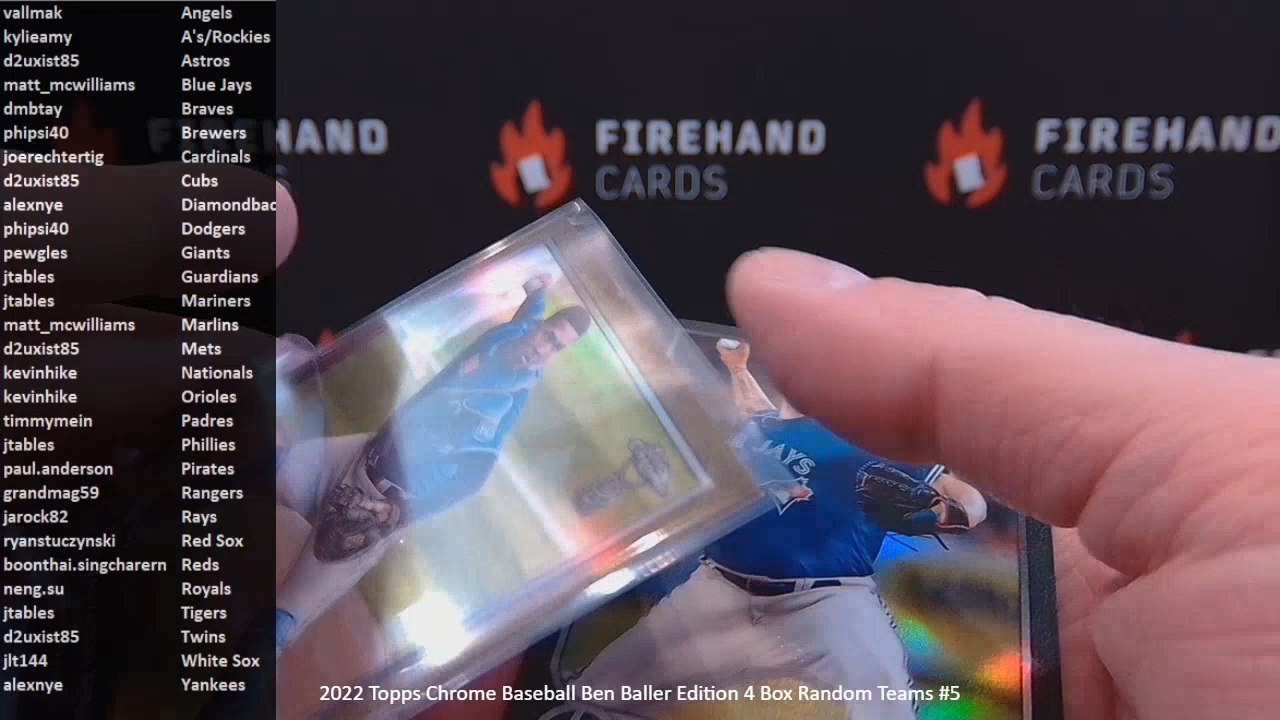 vallmak Angels
kylieamy A's/Rockies
d2uxist85 Astros
matt_mcwilliams Blue Jays
dmbtay Braves
phipsi40 Brewers
joerechtertig Cardinals
d2uxist85 Cubs
alexnye Diamondbac
phipsi40 Dodgers
pewgles Giants
jtables Guardians
jtables Mariners
matt_mcwilliams Marlins
d2uxist85 Mets
kevinhike Nationals
kevinhike Orioles
timmymein Padres
jtables Phillies
paul.anderson Pirates
grandmag59 Rangers
jarock82 Rays
ryanstuczynski Red Sox
boonthai.singcharern Reds
neng.su Royals
jtables Tigers
d2uxist85 Twins
jlt144 White Sox
alexnye Yankees
FIREHAND
CARDS
FIREHAND
CARDS
FIREHAND
JAYS
2022 Topps Chrome Baseball Ben Baller Edition 4 Box Random Teams #5